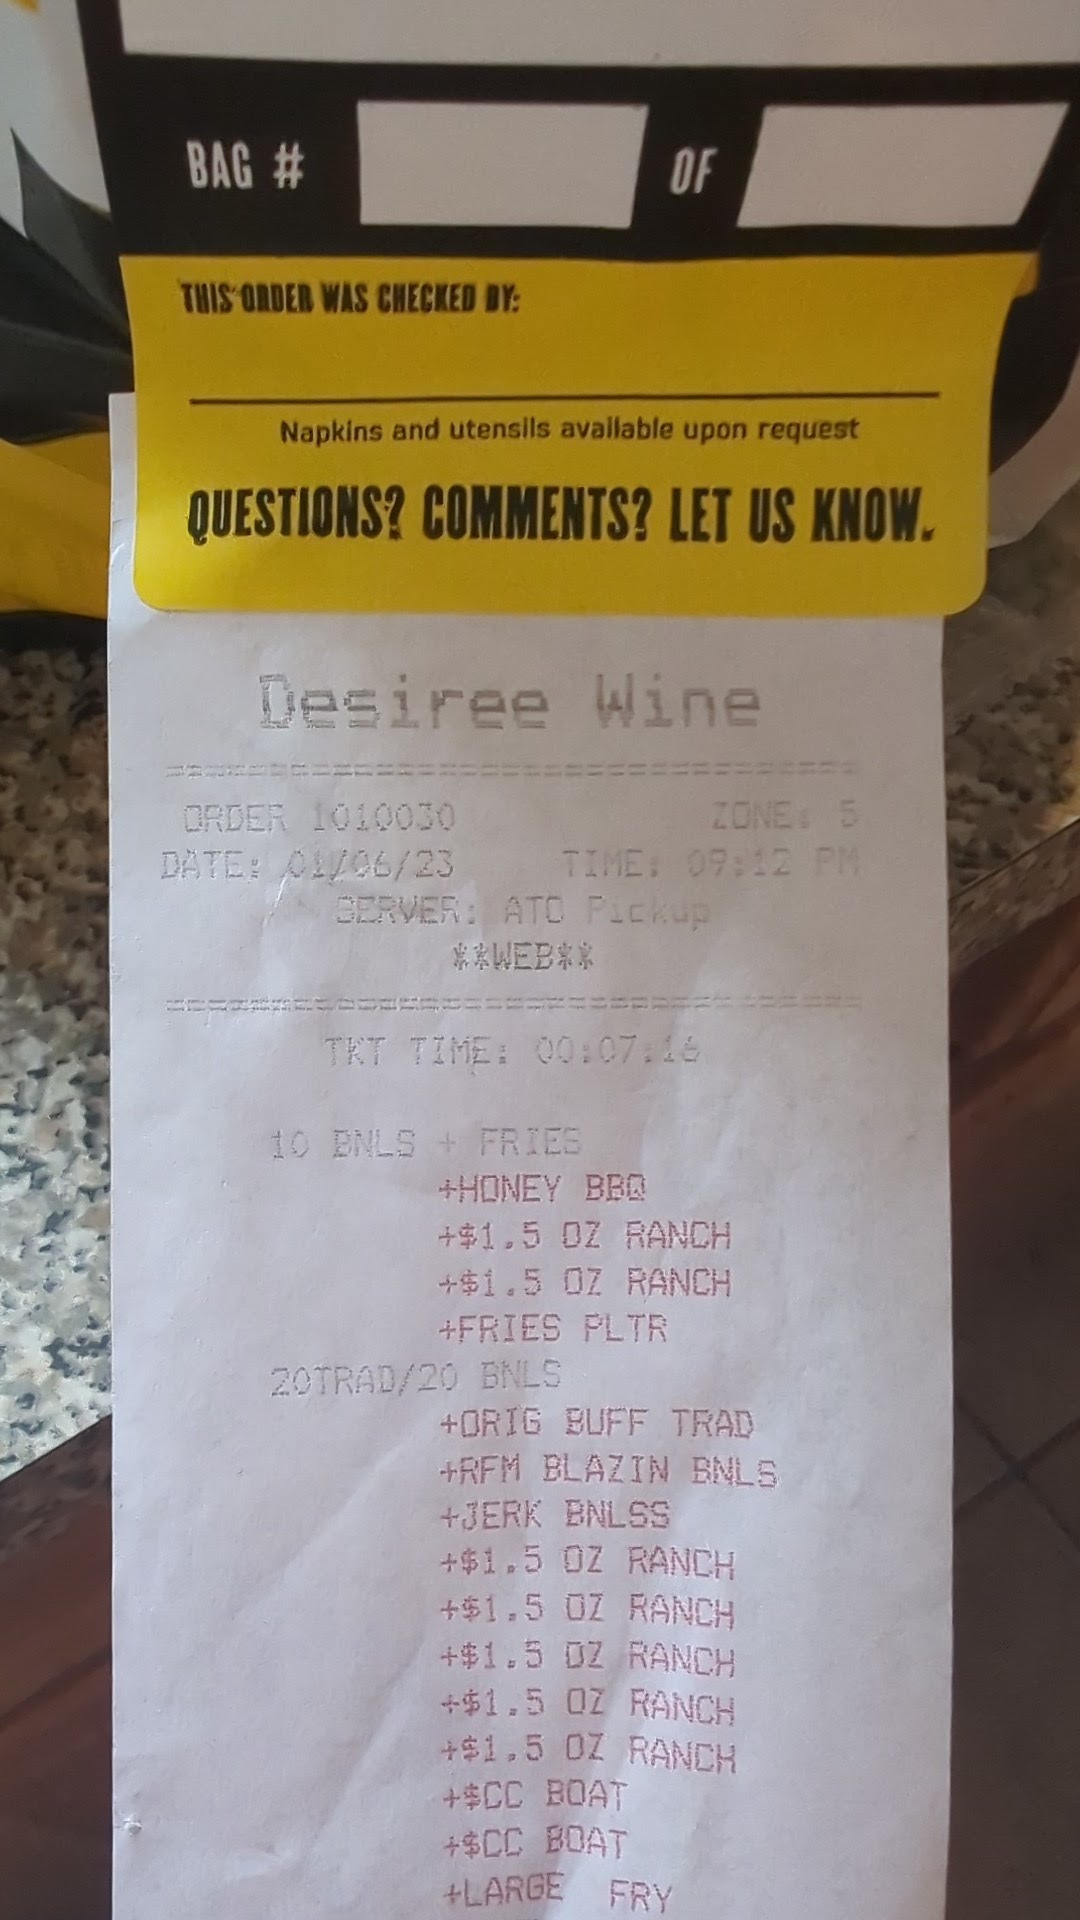 BAG # OF
THIS ORDER WAS CHECKED BY:
Napkins and utensils available upon request
QUESTIONS? COMMENTS? LET US KNOW.
Desiree Wine
================================
ORDER 1010030 ZONE: 5
DATE: 01/06/23 TIME: 09:12 PM
SERVER: ATO Pickup
**WEB**
================================
TKT TIME: 00:07:16
10 BNLS + FRIES
+HONEY BBQ
+$1.5 OZ RANCH
+$1.5 OZ RANCH
+FRIES PLTR
20TRAD/20 BNLS
+ORIG BUFF TRAD
+RFM BLAZIN BNLS
+JERK BNLSS
+$1.5 OZ RANCH
+$1.5 OZ RANCH
+$1.5 OZ RANCH
+$1.5 OZ RANCH
+$1.5 OZ RANCH
+$CC BOAT
+$CC BOAT
+LARGE FRY